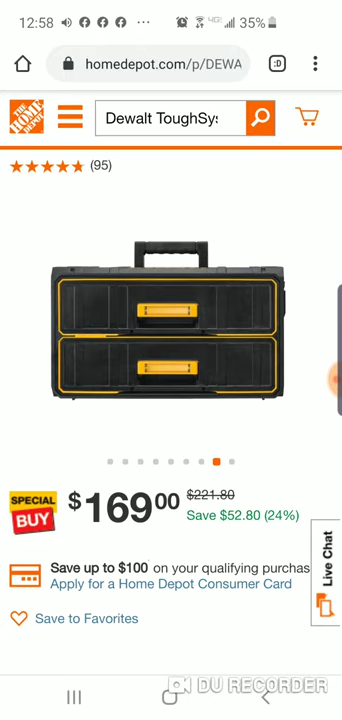 12:58 35%
homedepot.com/p/DEWA :D
THE HOME DEPOT
Dewalt ToughSy
(95)
SPECIAL BUY
$169 00 $221.80
Save $52.80 (24%)
Live Chat
Save up to $100 on your qualifying purchas
Apply for a Home Depot Consumer Card
Save to Favorites
DU RECORDER